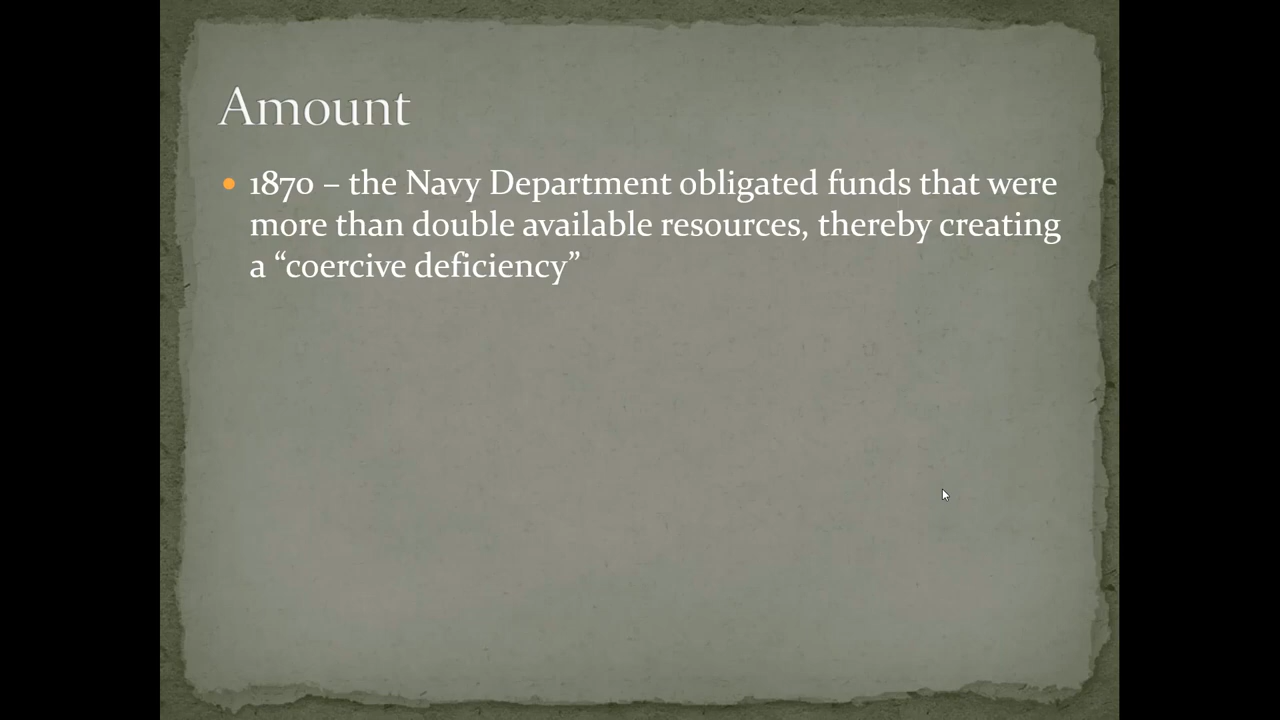 Amount
• 1870 – the Navy Department obligated funds that were
more than double available resources, thereby creating
a “coercive deficiency”